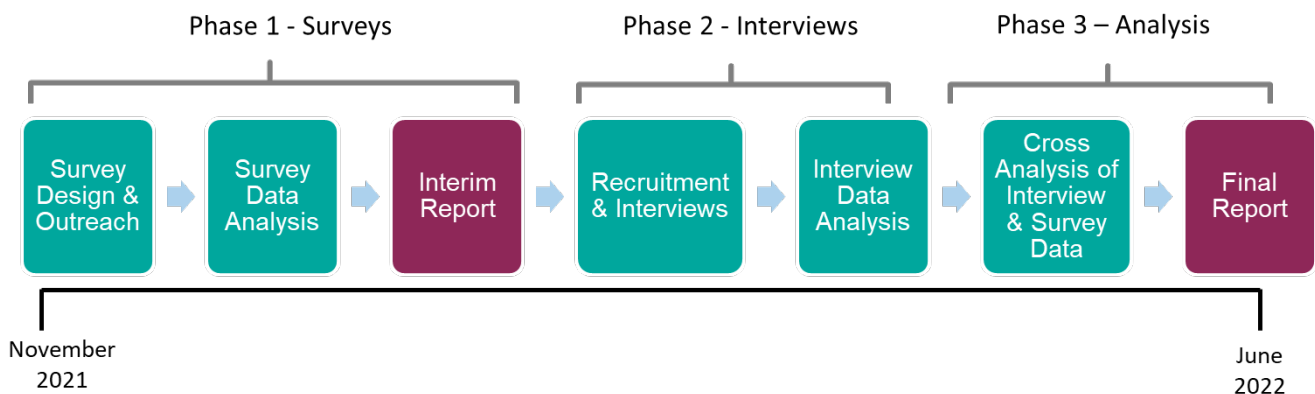 Phase 1 - Surveys
Phase 2 - Interviews
Phase 3 – Analysis
Survey
Design &
Outreach
Survey
Data
Analysis
Interim
Report
Recruitment
& Interviews
Interview
Data
Analysis
Cross
Analysis of
Interview
& Survey
Data
Final
Report
November
2021
June
2022